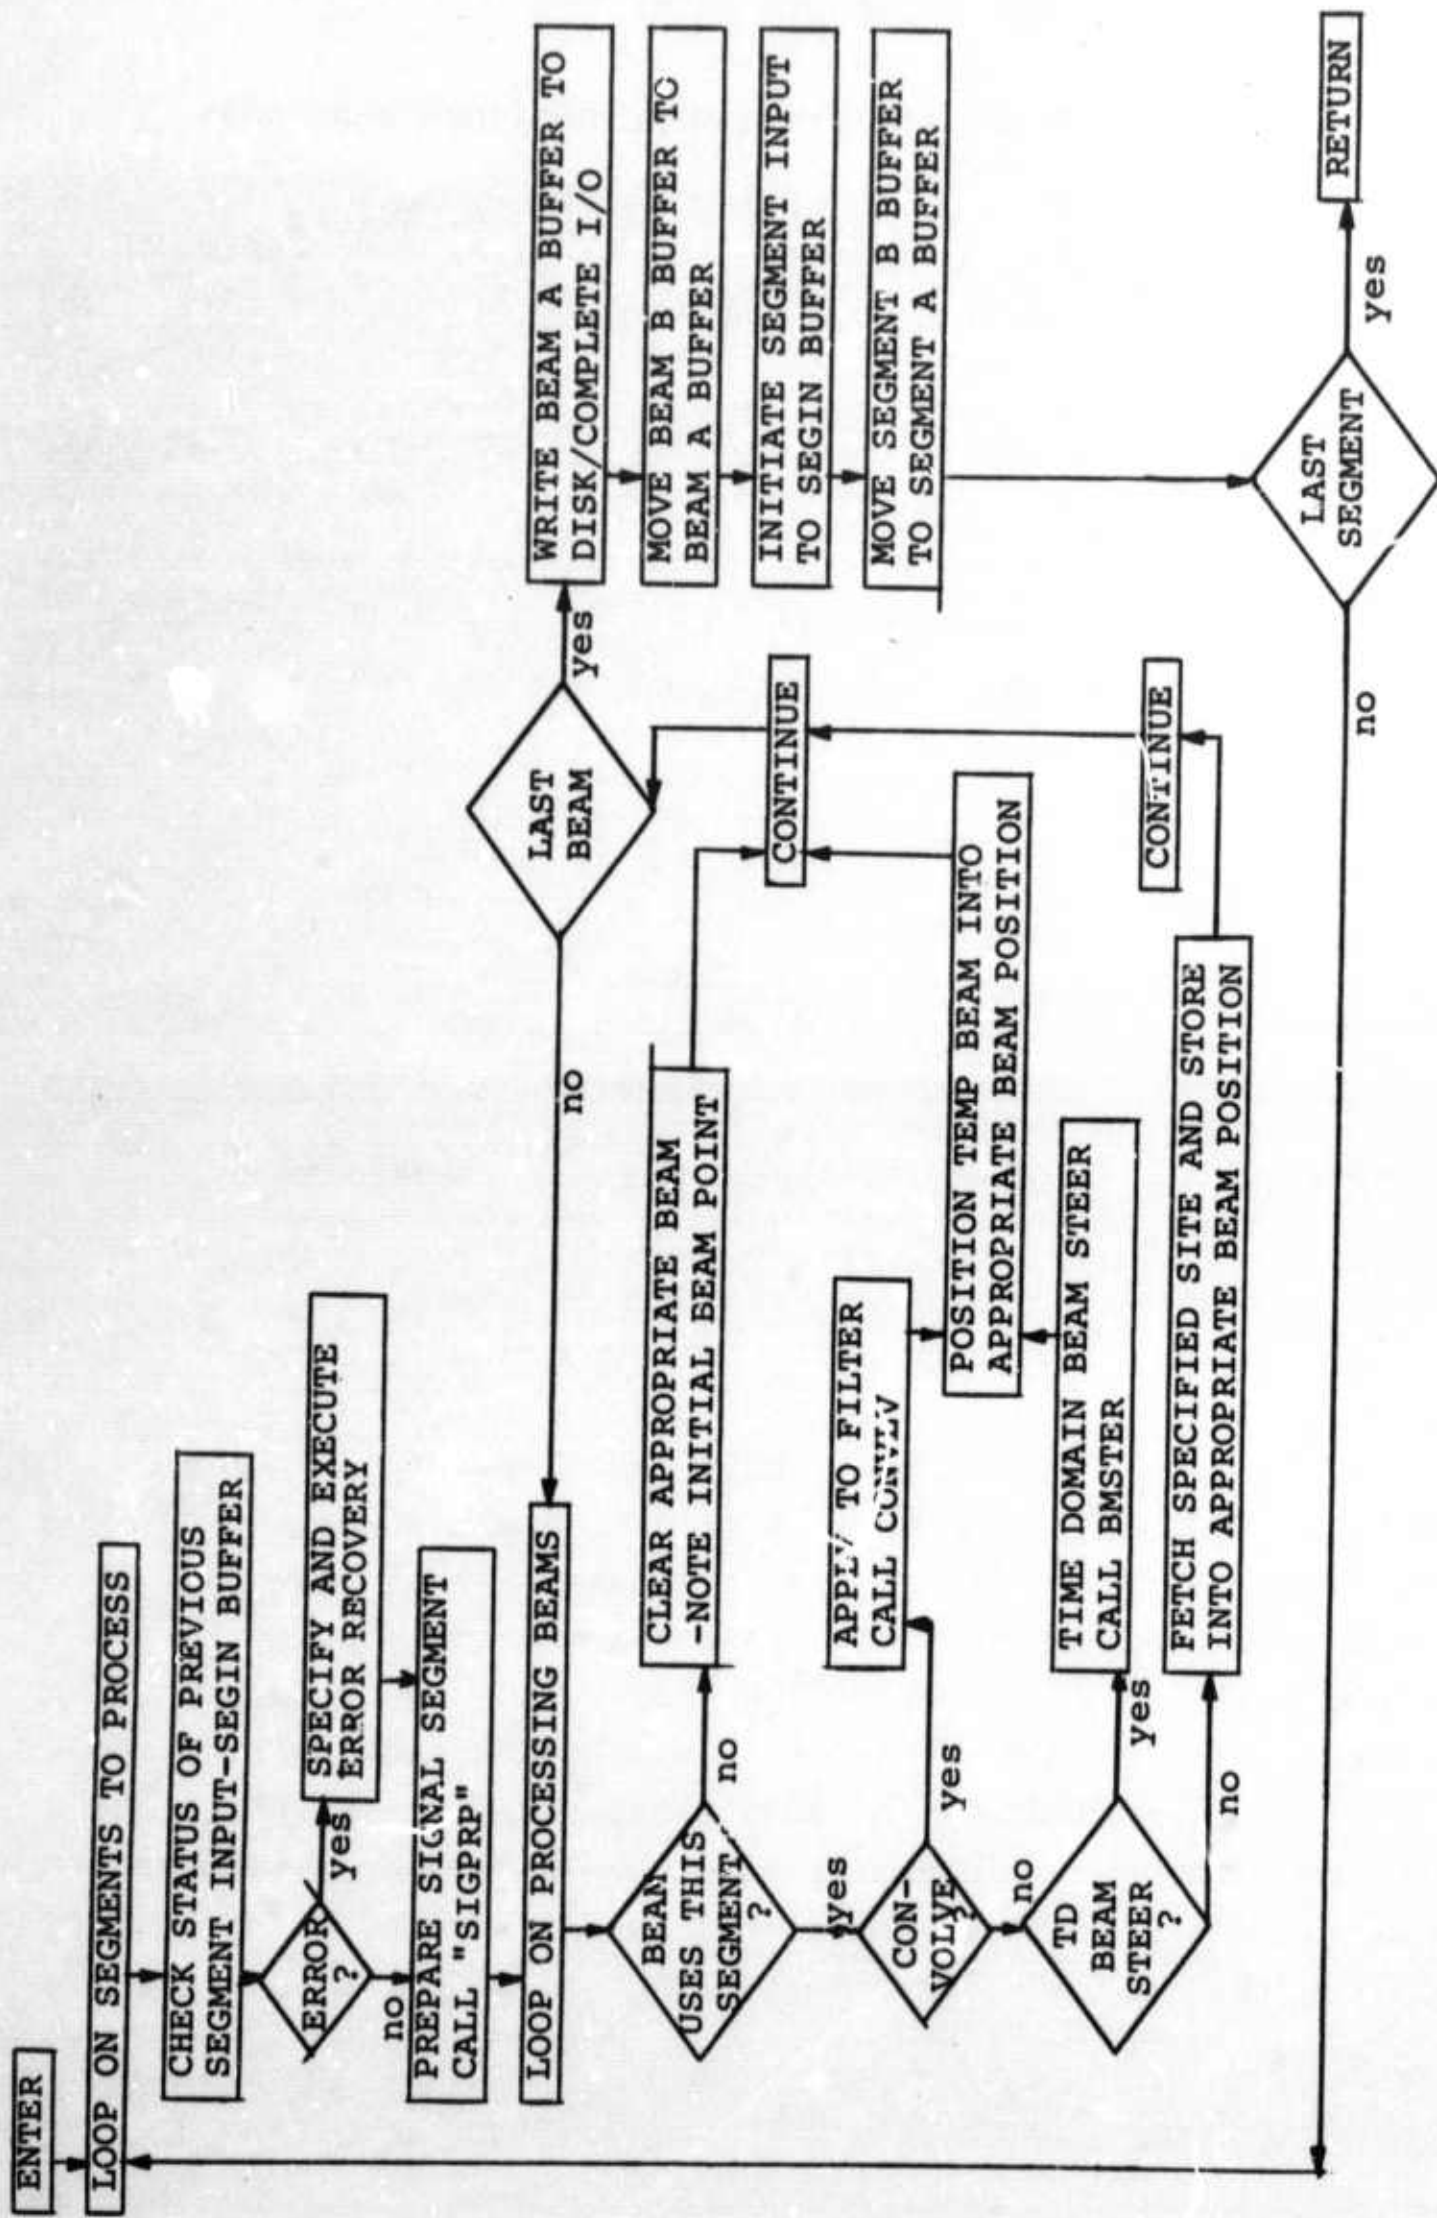 ENTER
LOOP ON SEGMENTS TO PROCESS
CHECK STATUS OF PREVIOUS
SEGMENT INPUT-SEGIN BUFFER
ERROR
?
yes
SPECIFY AND EXECUTE
ERROR RECOVERY
no
PREPARE SIGNAL SEGMENT
CALL "SIGPRP"
LOOP ON PROCESSING BEAMS
BEAM
USES THIS
SEGMENT
?
no
CLEAR APPROPRIATE BEAM
-NOTE INITIAL BEAM POINT
yes
CON-
VOLVE
?
yes
APPLY TO FILTER
CALL
no
TD
BEAM
STEER
?
yes
TIME DOMAIN BEAM STEER
CALL BMSTER
no
FETCH SPECIFIED SITE AND STORE
INTO APPROPRIATE BEAM POSITION
POSITION TEMP BEAM INTO
APPROPRIATE BEAM POSITION
CONTINUE
CONTINUE
LAST
BEAM
no
yes
WRITE BEAM A BUFFER TO
DISK/COMPLETE I/O
MOVE BEAM B BUFFER TO
BEAM A BUFFER
INITIATE SEGMENT INPUT
TO SEGIN BUFFER
MOVE SEGMENT B BUFFER
TO SEGMENT A BUFFER
LAST
SEGMENT
no
yes
RETURN